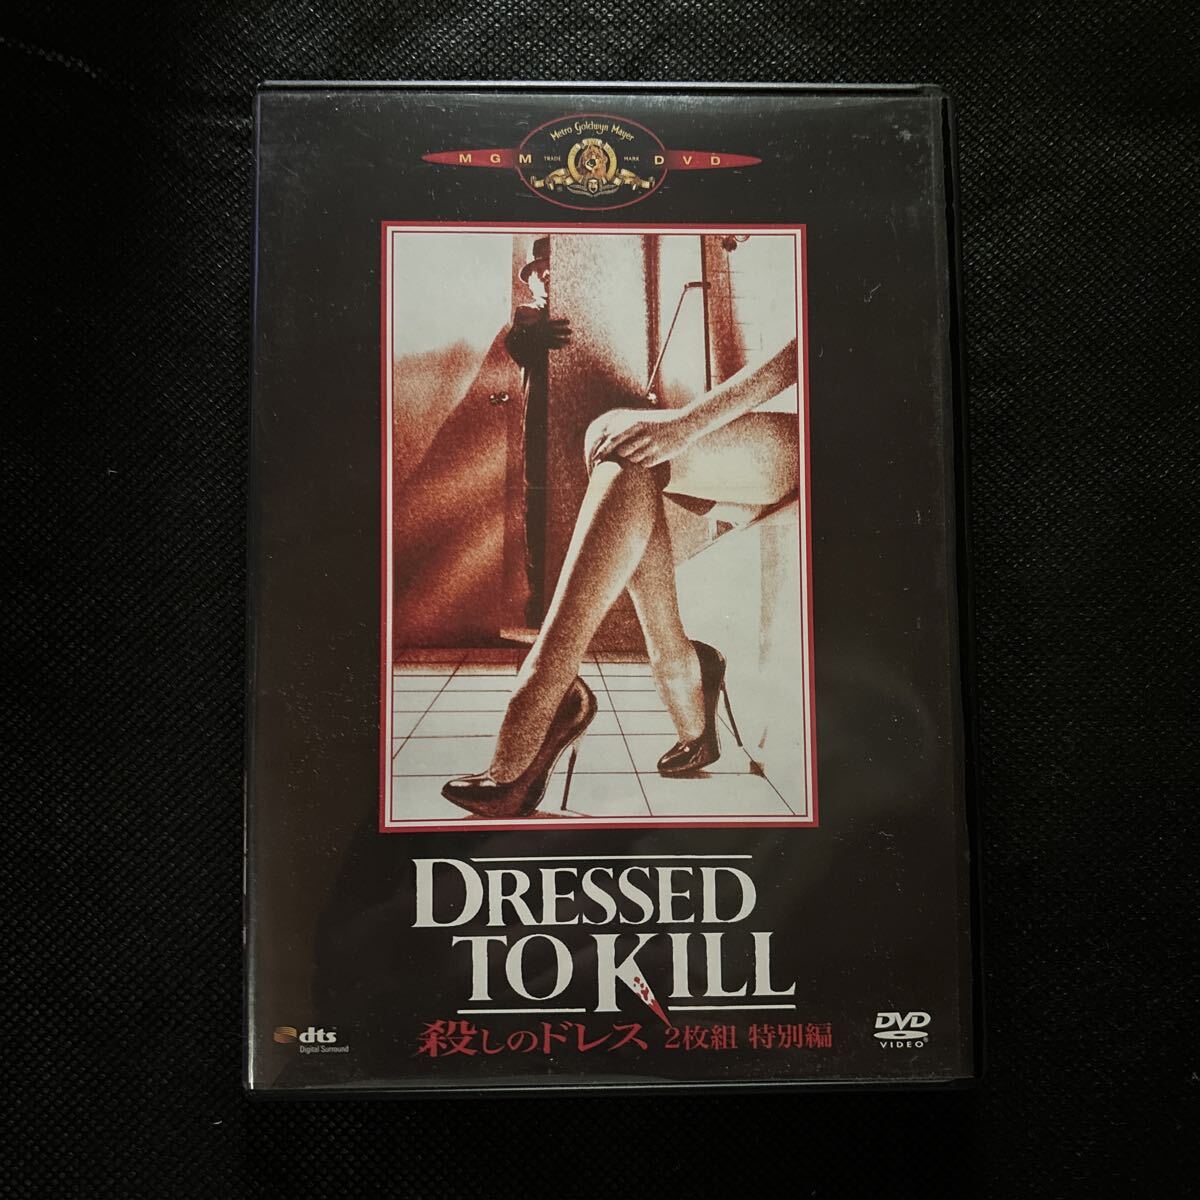 Metro Goldwyn Mayer
MGM TRADE MARK DVD
DRESSED
TO KILL
殺しのドレス 2枚組 特別編
dts
Digital Surround
DVD
VIDEO